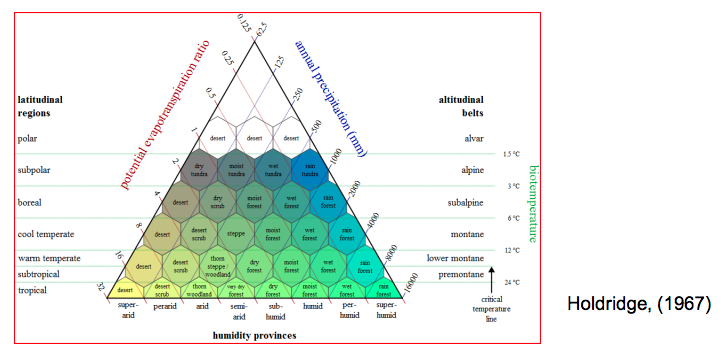 0.125
62.5
0.25
125
potential evapotranspiration ratio
annual precipitation (mm)
0.5
250
latitudinal regions
altitudinal belts
1
500
polar
desert desert desert
alvar
1.5 °C
2
1000
subpolar
dry tundra
moist tundra
wet tundra
rain tundra
alpine
3 °C
biotemperature
4
2000
boreal
desert
dry scrub
moist forest
wet forest
rain forest
subalpine
6 °C
8
4000
cool temperate
desert
desert scrub
steppe
moist forest
wet forest
rain forest
montane
12 °C
16
8000
warm temperate
subtropical
desert
desert scrub
thorn steppe / woodland
dry forest
moist forest
wet forest
rain forest
lower montane
premontane
24 °C
32
16000
tropical
desert
desert scrub
thorn woodland
very dry forest
dry forest
moist forest
wet forest
rain forest
critical temperature line
super-arid
perarid
arid
semi-arid
sub-humid
humid
per-humid
super-humid
humidity provinces
Holdridge, (1967)